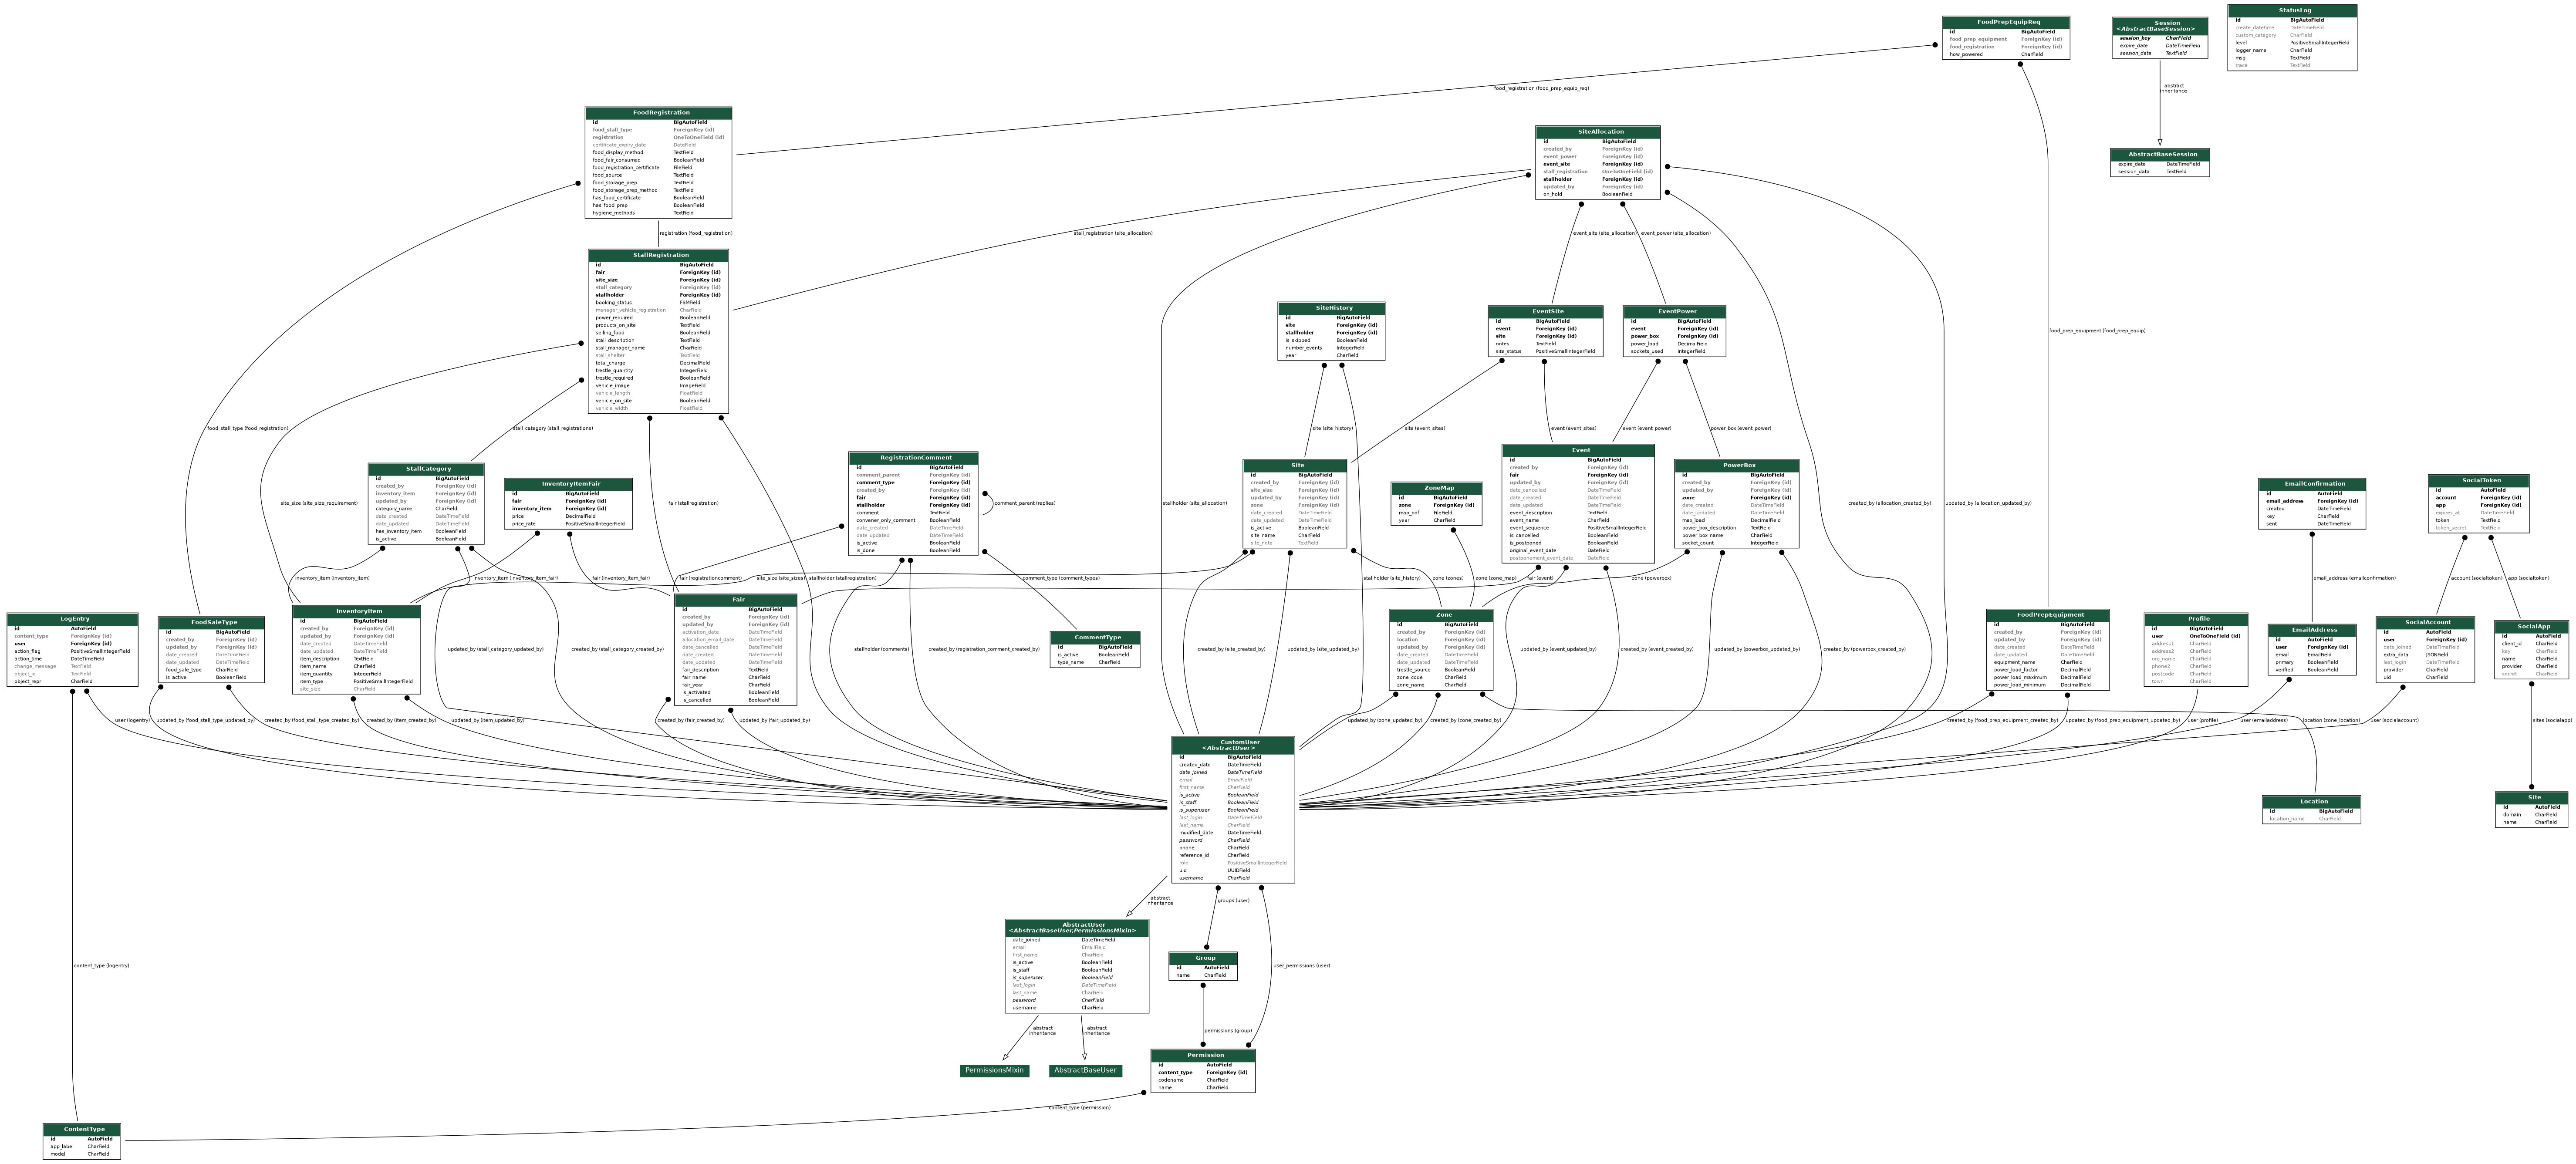 StatusLog
id BigAutoField
create_datetime DateTimeField
custom_category CharField
level PositiveSmallIntegerField
logger_name CharField
msg TextField
trace TextField
FoodPrepEquipReq
id BigAutoField
food_prep_equipment ForeignKey (id)
food_registration ForeignKey (id)
how_powered CharField
Session
<AbstractBaseSession>
session_key CharField
expire_date DateTimeField
session_data TextField
food_registration (food_prep_equip_req)
abstract
inheritance
AbstractBaseSession
expire_date DateTimeField
session_data TextField
FoodRegistration
id BigAutoField
food_stall_type ForeignKey (id)
registration OneToOneField (id)
certificate_expiry_date DateField
food_display_method TextField
food_fair_consumed BooleanField
food_registration_certificate FileField
food_source TextField
food_storage_prep TextField
food_storage_prep_method TextField
has_food_certificate BooleanField
has_food_prep BooleanField
hygiene_methods TextField
SiteAllocation
id BigAutoField
created_by ForeignKey (id)
event_power ForeignKey (id)
event_site ForeignKey (id)
stall_registration OneToOneField (id)
stallholder ForeignKey (id)
updated_by ForeignKey (id)
on_hold BooleanField
registration (food_registration)
stall_registration (site_allocation)
event_site (site_allocation)
event_power (site_allocation)
StallRegistration
id BigAutoField
fair ForeignKey (id)
site_size ForeignKey (id)
stall_category ForeignKey (id)
stallholder ForeignKey (id)
booking_status FSMField
manager_vehicle_registration CharField
power_required BooleanField
products_on_site TextField
selling_food BooleanField
stall_description TextField
stall_manager_name CharField
stall_shelter TextField
total_charge DecimalField
trestle_quantity IntegerField
trestle_required BooleanField
vehicle_image ImageField
vehicle_length FloatField
vehicle_on_site BooleanField
vehicle_width FloatField
SiteHistory
id BigAutoField
site ForeignKey (id)
stallholder ForeignKey (id)
is_skipped BooleanField
number_events IntegerField
year CharField
EventSite
id BigAutoField
event ForeignKey (id)
site ForeignKey (id)
notes TextField
site_status PositiveSmallIntegerField
EventPower
id BigAutoField
event ForeignKey (id)
power_box ForeignKey (id)
power_load DecimalField
sockets_used IntegerField
food_prep_equipment (food_prep_equip)
food_stall_type (food_registration)
stall_category (stall_registrations)
site (site_history)
site (event_sites)
event (event_sites)
event (event_power)
power_box (event_power)
StallCategory
id BigAutoField
created_by ForeignKey (id)
inventory_item ForeignKey (id)
updated_by ForeignKey (id)
category_name CharField
date_created DateTimeField
date_updated DateTimeField
has_inventory_item BooleanField
is_active BooleanField
InventoryItemFair
id BigAutoField
fair ForeignKey (id)
inventory_item ForeignKey (id)
price DecimalField
price_rate PositiveSmallIntegerField
RegistrationComment
id BigAutoField
comment_parent ForeignKey (id)
comment_type ForeignKey (id)
created_by ForeignKey (id)
fair ForeignKey (id)
stallholder ForeignKey (id)
comment TextField
convener_only_comment BooleanField
date_created DateTimeField
date_updated DateTimeField
is_active BooleanField
is_done BooleanField
Site
id BigAutoField
created_by ForeignKey (id)
site_size ForeignKey (id)
updated_by ForeignKey (id)
zone ForeignKey (id)
date_created DateTimeField
date_updated DateTimeField
is_active BooleanField
site_name CharField
site_note TextField
ZoneMap
id BigAutoField
zone ForeignKey (id)
map_pdf FileField
year CharField
Event
id BigAutoField
created_by ForeignKey (id)
fair ForeignKey (id)
updated_by ForeignKey (id)
date_cancelled DateTimeField
date_created DateTimeField
date_updated DateTimeField
event_description TextField
event_name CharField
event_sequence PositiveSmallIntegerField
is_cancelled BooleanField
is_postponed BooleanField
original_event_date DateField
postponement_event_date DateField
PowerBox
id BigAutoField
created_by ForeignKey (id)
updated_by ForeignKey (id)
zone ForeignKey (id)
date_created DateTimeField
date_updated DateTimeField
max_load DecimalField
power_box_description TextField
power_box_name CharField
socket_count IntegerField
EmailConfirmation
id AutoField
email_address ForeignKey (id)
created DateTimeField
key CharField
sent DateTimeField
SocialToken
id AutoField
account ForeignKey (id)
app ForeignKey (id)
expires_at DateTimeField
token TextField
token_secret TextField
site_size (site_size_requirement)
fair (stallregistration)
comment_parent (replies)
stallholder (site_allocation)
created_by (allocation_created_by)
updated_by (allocation_updated_by)
inventory_item (inventory_item)
inventory_item (inventory_item_fair)
fair (inventory_item_fair)
fair (registrationcomment)
site_size (site_sizes)
stallholder (stallregistration)
comment_type (comment_types)
stallholder (site_history)
zone (zones)
zone (zone_map)
fair (event)
zone (powerbox)
email_address (emailconfirmation)
account (socialtoken)
app (socialtoken)
LogEntry
id AutoField
content_type ForeignKey (id)
user ForeignKey (id)
action_flag PositiveSmallIntegerField
action_time DateTimeField
change_message TextField
object_id TextField
object_repr CharField
FoodSaleType
id BigAutoField
created_by ForeignKey (id)
updated_by ForeignKey (id)
date_created DateTimeField
date_updated DateTimeField
food_sale_type CharField
is_active BooleanField
InventoryItem
id BigAutoField
created_by ForeignKey (id)
updated_by ForeignKey (id)
date_created DateTimeField
date_updated DateTimeField
item_description TextField
item_name CharField
item_quantity IntegerField
item_type PositiveSmallIntegerField
site_size CharField
Fair
id BigAutoField
created_by ForeignKey (id)
updated_by ForeignKey (id)
activation_date DateTimeField
allocation_email_date DateTimeField
date_cancelled DateTimeField
date_created DateTimeField
date_updated DateTimeField
fair_description TextField
fair_name CharField
fair_year CharField
is_activated BooleanField
is_cancelled BooleanField
CommentType
id BigAutoField
is_active BooleanField
type_name CharField
Zone
id BigAutoField
created_by ForeignKey (id)
location ForeignKey (id)
updated_by ForeignKey (id)
date_created DateTimeField
date_updated DateTimeField
trestle_source BooleanField
zone_code CharField
zone_name CharField
FoodPrepEquipment
id BigAutoField
created_by ForeignKey (id)
updated_by ForeignKey (id)
date_created DateTimeField
date_updated DateTimeField
equipment_name CharField
power_load_factor DecimalField
power_load_maximum DecimalField
power_load_minimum DecimalField
Profile
id BigAutoField
user OneToOneField (id)
address1 CharField
address2 CharField
org_name CharField
phone2 CharField
postcode CharField
town CharField
EmailAddress
id AutoField
user ForeignKey (id)
email EmailField
primary BooleanField
verified BooleanField
SocialAccount
id AutoField
user ForeignKey (id)
date_joined DateTimeField
extra_data JSONField
last_login DateTimeField
provider CharField
uid CharField
SocialApp
id AutoField
client_id CharField
key CharField
name CharField
provider CharField
secret CharField
updated_by (stall_category_updated_by)
created_by (stall_category_created_by)
stallholder (comments)
created_by (registration_comment_created_by)
created_by (site_created_by)
updated_by (site_updated_by)
updated_by (event_updated_by)
created_by (event_created_by)
updated_by (powerbox_updated_by)
created_by (powerbox_created_by)
user (logentry)
updated_by (food_stall_type_updated_by)
created_by (food_stall_type_created_by)
created_by (item_created_by)
updated_by (item_updated_by)
created_by (fair_created_by)
updated_by (fair_updated_by)
updated_by (zone_updated_by)
created_by (zone_created_by)
created_by (food_prep_equipment_created_by)
updated_by (food_prep_equipment_updated_by)
user (profile)
user (emailaddress)
location (zone_location)
user (socialaccount)
sites (socialapp)
CustomUser
<AbstractUser>
id BigAutoField
created_date DateTimeField
date_joined DateTimeField
email EmailField
first_name CharField
is_active BooleanField
is_staff BooleanField
is_superuser BooleanField
last_login DateTimeField
last_name CharField
modified_date DateTimeField
password CharField
phone CharField
reference_id CharField
role PositiveSmallIntegerField
uid UUIDField
username CharField
Location
id BigAutoField
location_name CharField
Site
id AutoField
domain CharField
name CharField
abstract
inheritance
groups (user)
AbstractUser
<AbstractBaseUser,PermissionsMixin>
date_joined DateTimeField
email EmailField
first_name CharField
is_active BooleanField
is_staff BooleanField
is_superuser BooleanField
last_login DateTimeField
last_name CharField
password CharField
username CharField
Group
id AutoField
name CharField
content_type (logentry)
user_permissions (user)
abstract
inheritance
abstract
inheritance
permissions (group)
PermissionsMixin
AbstractBaseUser
Permission
id AutoField
content_type ForeignKey (id)
codename CharField
name CharField
content_type (permission)
ContentType
id AutoField
app_label CharField
model CharField